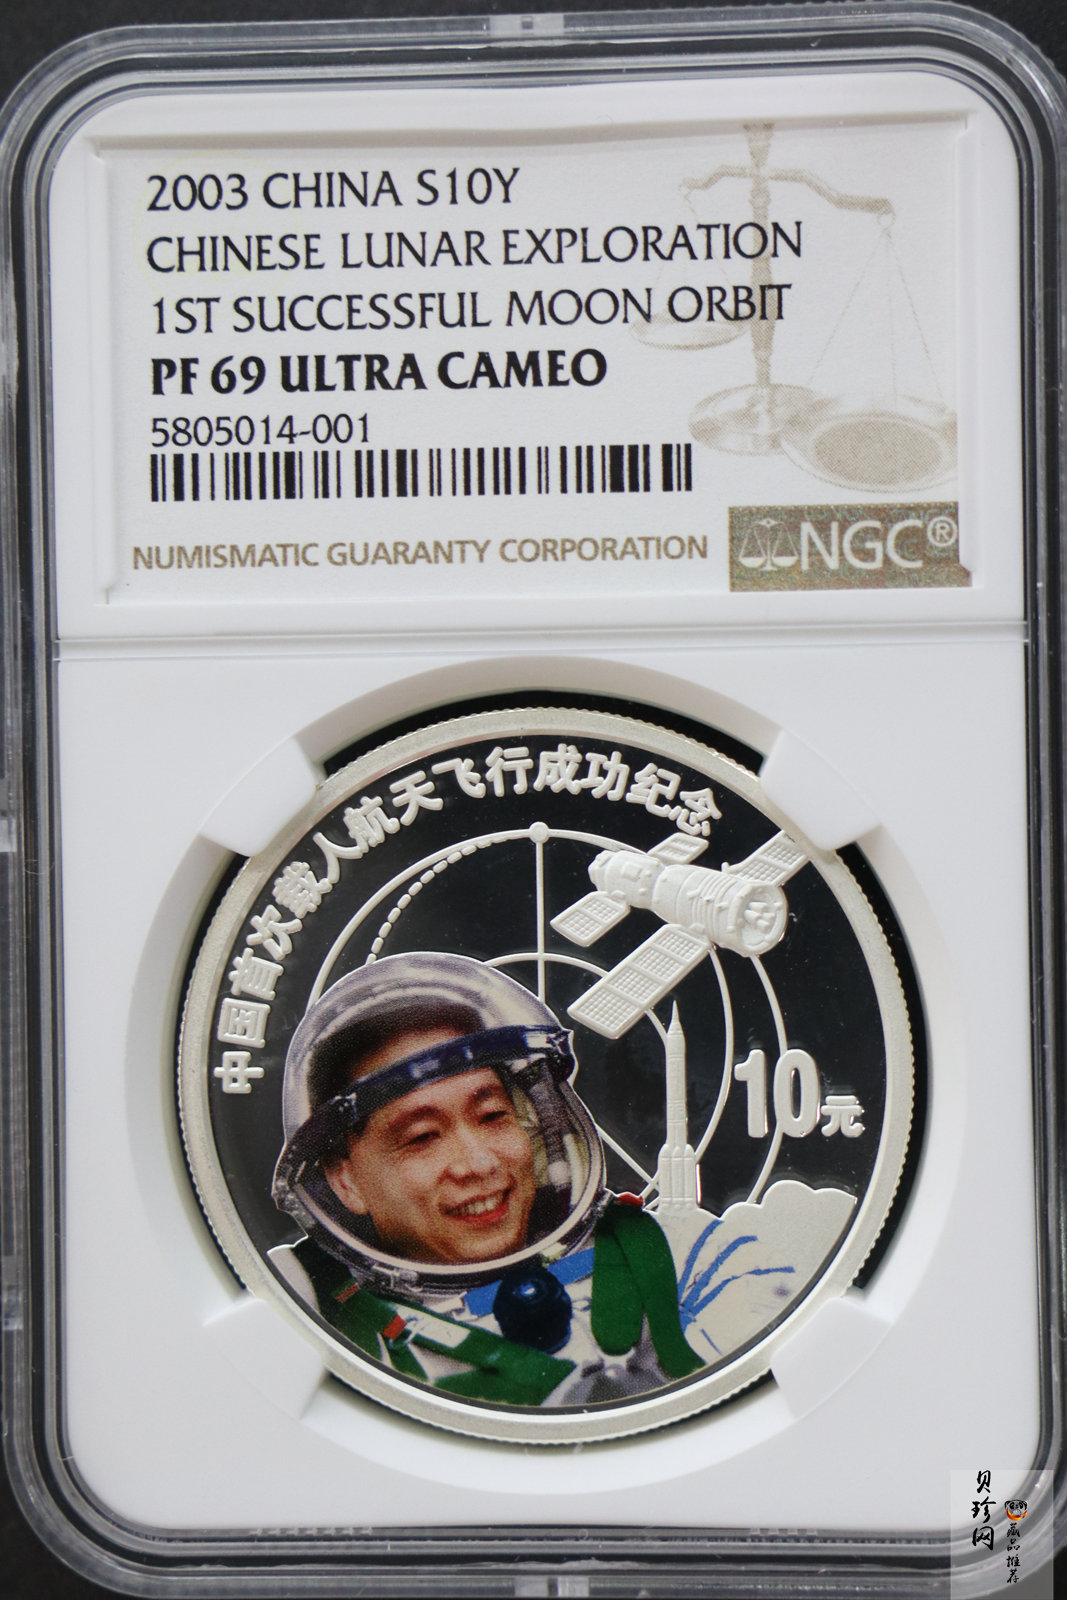 2003 CHINA S10Y
CHINESE LUNAR EXPLORATION
1ST SUCCESSFUL MOON ORBIT
PF 69 ULTRA CAMEO
5805014-001
NUMISMATIC GUARANTY CORPORATION
NGC®
中国首次载人航天飞行成功纪念
10元
贝珍网
藏品推荐